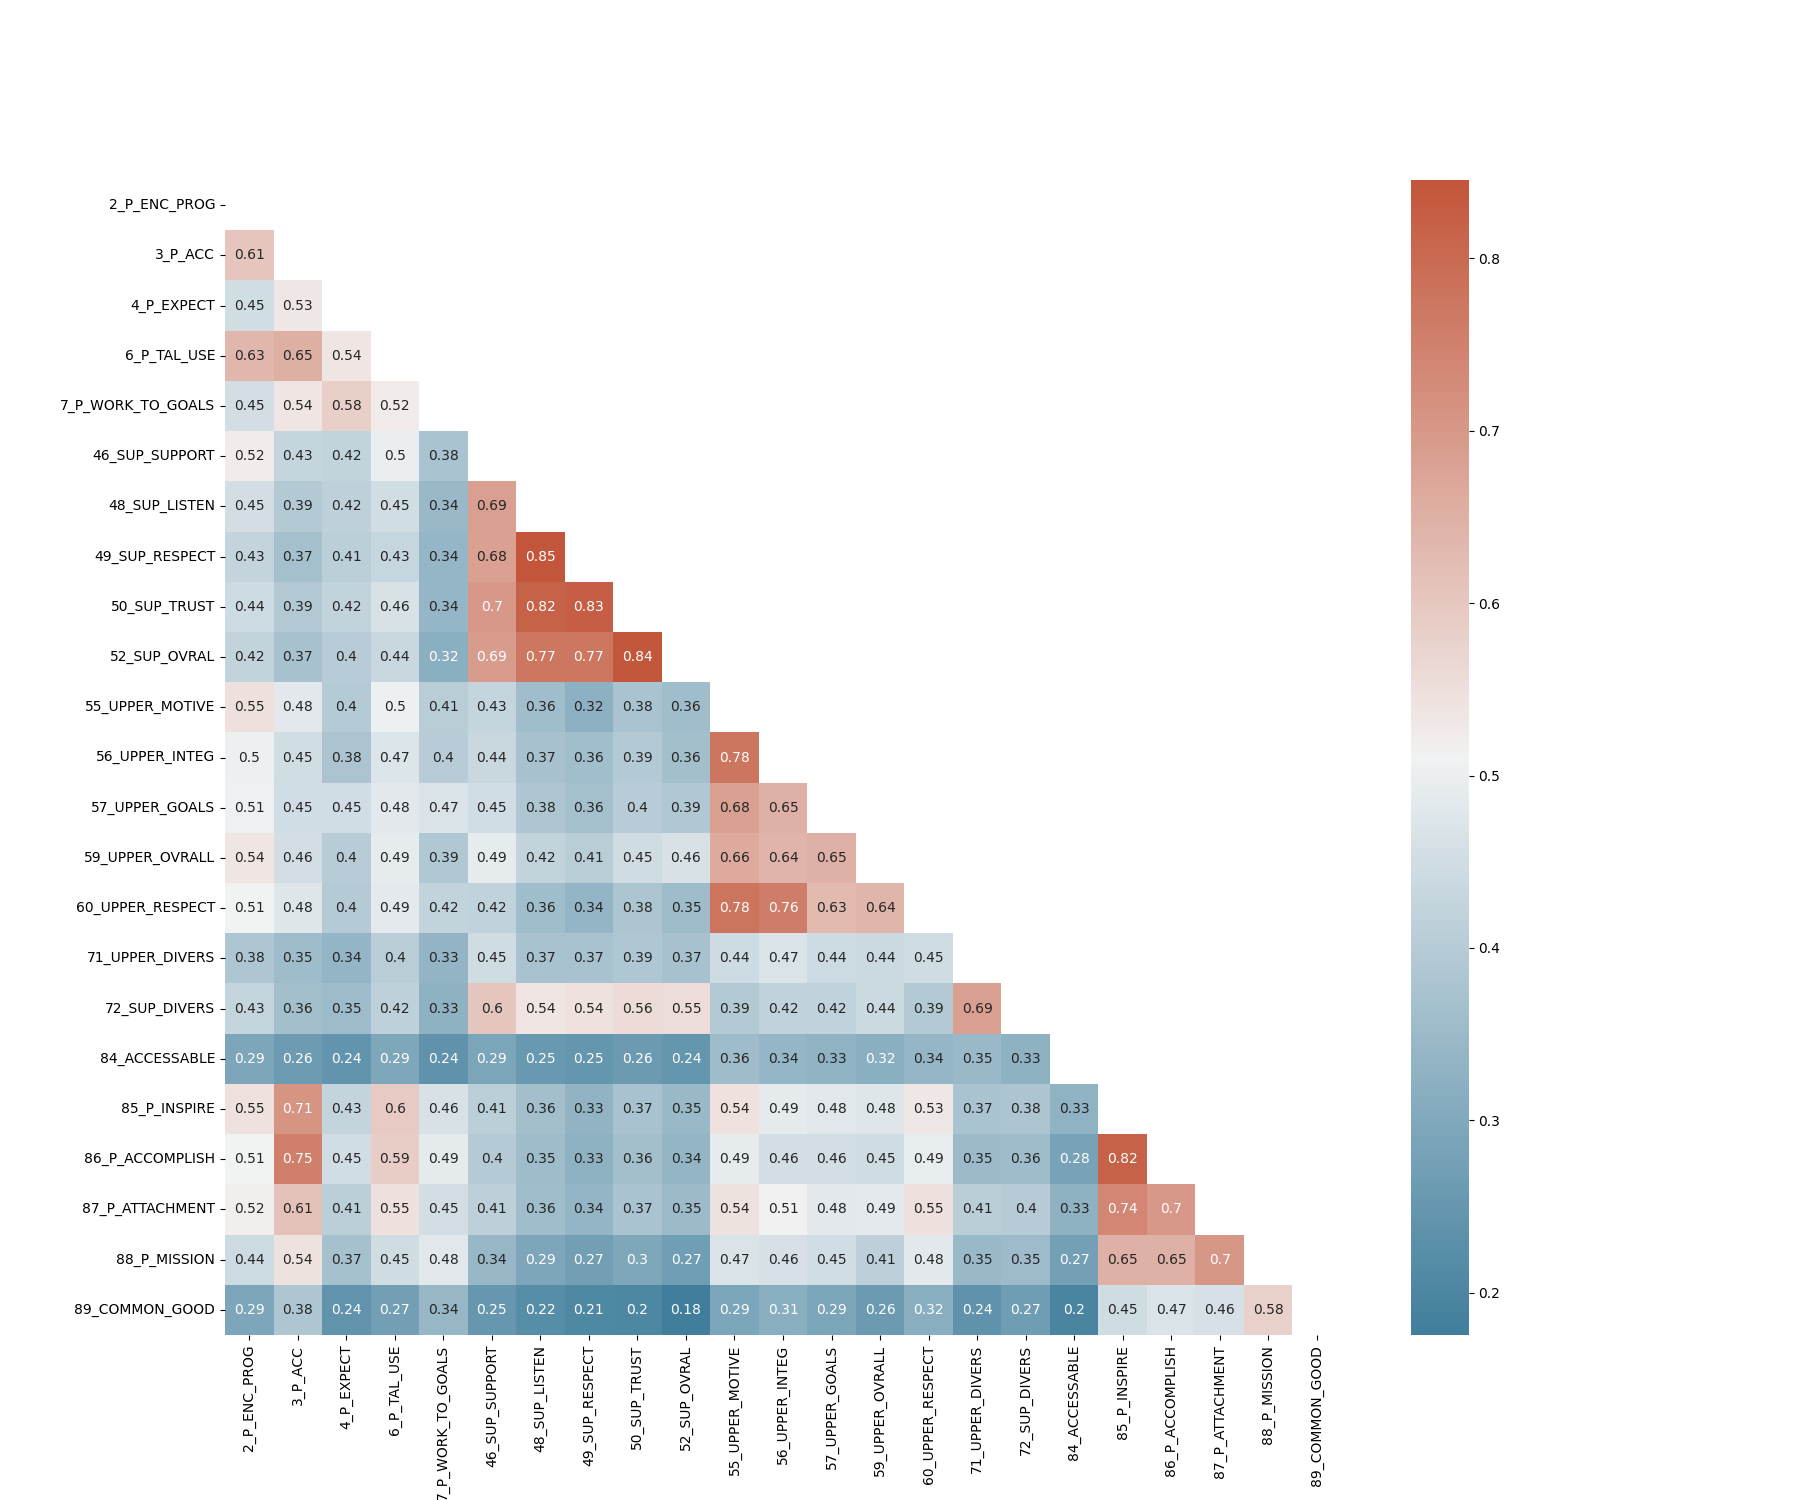 2_P_ENC_PROG
3_P_ACC 0.61
4_P_EXPECT 0.45 0.53
6_P_TAL_USE 0.63 0.65 0.54
7_P_WORK_TO_GOALS 0.45 0.54 0.58 0.52
46_SUP_SUPPORT 0.52 0.43 0.42 0.5 0.38
48_SUP_LISTEN 0.45 0.39 0.42 0.45 0.34 0.69
49_SUP_RESPECT 0.43 0.37 0.41 0.43 0.34 0.68 0.85
50_SUP_TRUST 0.44 0.39 0.42 0.46 0.34 0.7 0.82 0.83
52_SUP_OVRAL 0.42 0.37 0.4 0.44 0.32 0.69 0.77 0.77 0.84
55_UPPER_MOTIVE 0.55 0.48 0.4 0.5 0.41 0.43 0.36 0.32 0.38 0.36
56_UPPER_INTEG 0.5 0.45 0.38 0.47 0.4 0.44 0.37 0.36 0.39 0.36 0.78
57_UPPER_GOALS 0.51 0.45 0.45 0.48 0.47 0.45 0.38 0.36 0.4 0.39 0.68 0.65
59_UPPER_OVRALL 0.54 0.46 0.4 0.49 0.39 0.49 0.42 0.41 0.45 0.46 0.66 0.64 0.65
60_UPPER_RESPECT 0.51 0.48 0.4 0.49 0.42 0.42 0.36 0.34 0.38 0.35 0.78 0.76 0.63 0.64
71_UPPER_DIVERS 0.38 0.35 0.34 0.4 0.33 0.45 0.37 0.37 0.39 0.37 0.44 0.47 0.44 0.44 0.45
72_SUP_DIVERS 0.43 0.36 0.35 0.42 0.33 0.6 0.54 0.54 0.56 0.55 0.39 0.42 0.42 0.44 0.39 0.69
84_ACCESSABLE 0.29 0.26 0.24 0.29 0.24 0.29 0.25 0.25 0.26 0.24 0.36 0.34 0.33 0.32 0.34 0.35 0.33
85_P_INSPIRE 0.55 0.71 0.43 0.6 0.46 0.41 0.36 0.33 0.37 0.35 0.54 0.49 0.48 0.48 0.53 0.37 0.38 0.33
86_P_ACCOMPLISH 0.51 0.75 0.45 0.59 0.49 0.4 0.35 0.33 0.36 0.34 0.49 0.46 0.46 0.45 0.49 0.35 0.36 0.28 0.82
87_P_ATTACHMENT 0.52 0.61 0.41 0.55 0.45 0.41 0.36 0.34 0.37 0.35 0.54 0.51 0.48 0.49 0.55 0.41 0.4 0.33 0.74 0.7
88_P_MISSION 0.44 0.54 0.37 0.45 0.48 0.34 0.29 0.27 0.3 0.27 0.47 0.46 0.45 0.41 0.48 0.35 0.35 0.27 0.65 0.65 0.7
89_COMMON_GOOD 0.29 0.38 0.24 0.27 0.34 0.25 0.22 0.21 0.2 0.18 0.29 0.31 0.29 0.26 0.32 0.24 0.27 0.2 0.45 0.47 0.46 0.58
2_P_ENC_PROG
3_P_ACC
4_P_EXPECT
6_P_TAL_USE
7_P_WORK_TO_GOALS
46_SUP_SUPPORT
48_SUP_LISTEN
49_SUP_RESPECT
50_SUP_TRUST
52_SUP_OVRAL
55_UPPER_MOTIVE
56_UPPER_INTEG
57_UPPER_GOALS
59_UPPER_OVRALL
60_UPPER_RESPECT
71_UPPER_DIVERS
72_SUP_DIVERS
84_ACCESSABLE
85_P_INSPIRE
86_P_ACCOMPLISH
87_P_ATTACHMENT
88_P_MISSION
89_COMMON_GOOD
0.8
0.7
0.6
0.5
0.4
0.3
0.2